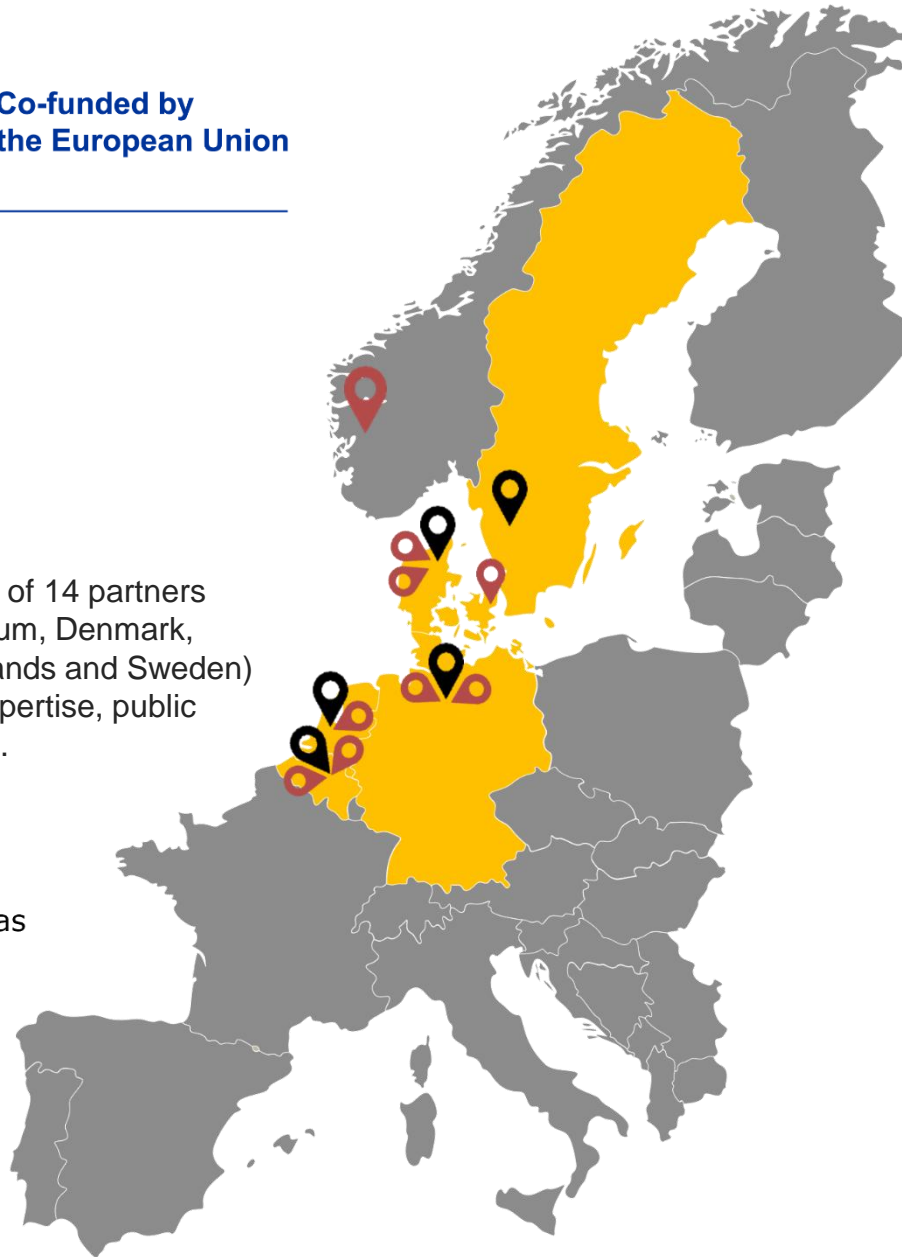 Co-funded by
the European Union
of 14 partners
um, Denmark,
ands and Sweden)
pertise, public
.
as